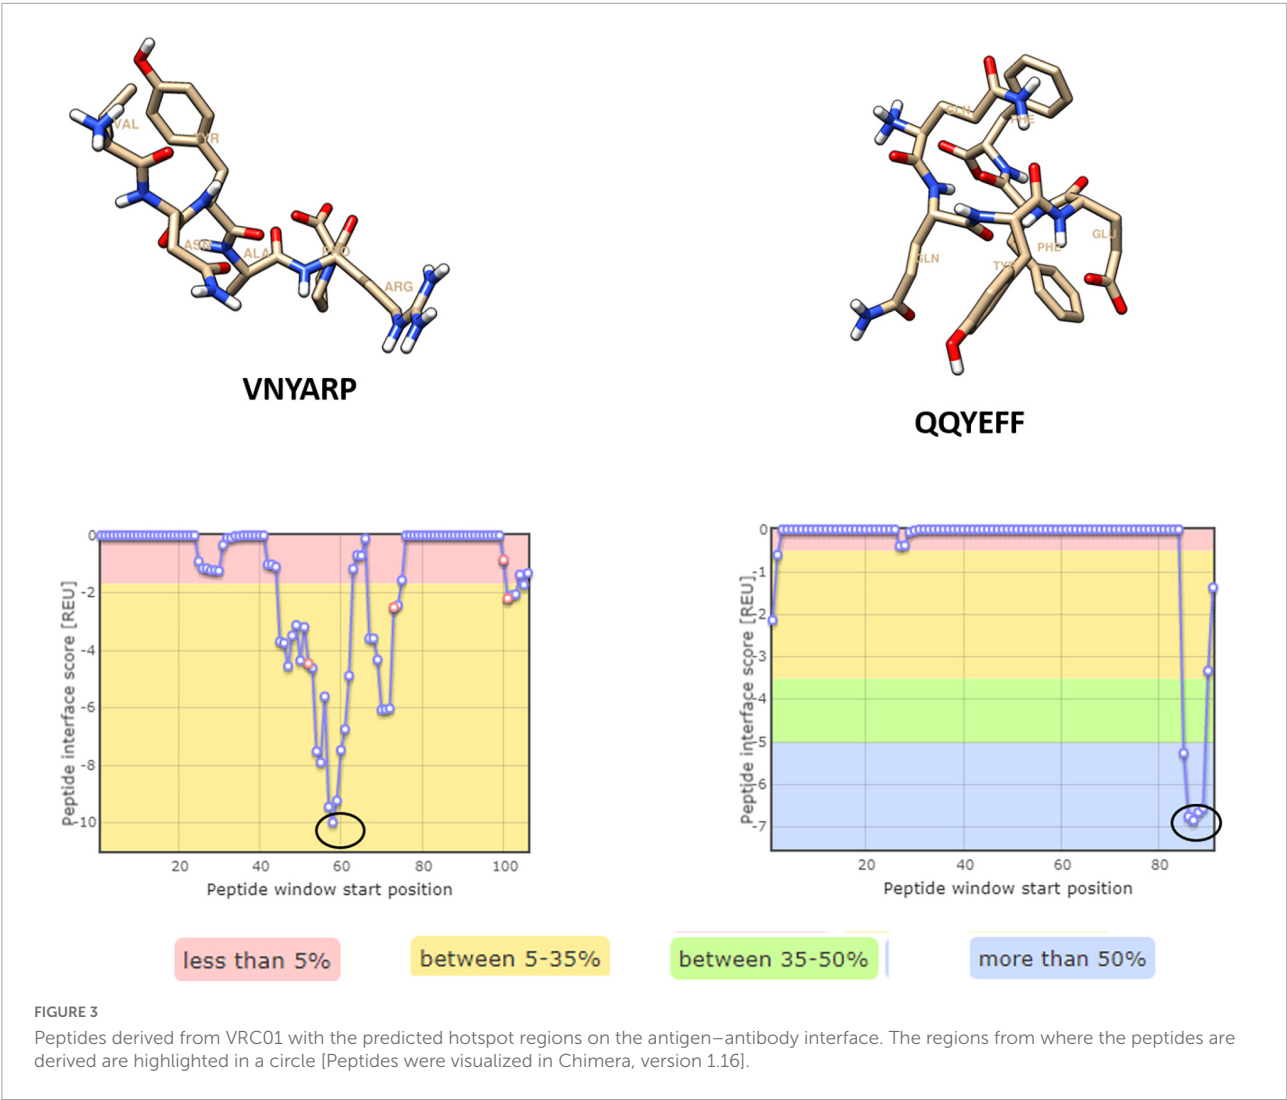 VAL
TYR
ASN
ALA
PRO
ARG
VNYARP
GLN
PHE
GLN
TYR
PHE
GLU
QQYEFF
0
-2
-4
-6
-8
-10
Peptide interface score [REU]
20 40 60 80 100
Peptide window start position
0
-1
-2
-3
-4
-5
-6
-7
Peptide interface score [REU]
20 40 60 80
Peptide window start position
less than 5% between 5-35% between 35-50% more than 50%
FIGURE 3
Peptides derived from VRC01 with the predicted hotspot regions on the antigen–antibody interface. The regions from where the peptides are
derived are highlighted in a circle [Peptides were visualized in Chimera, version 1.16].